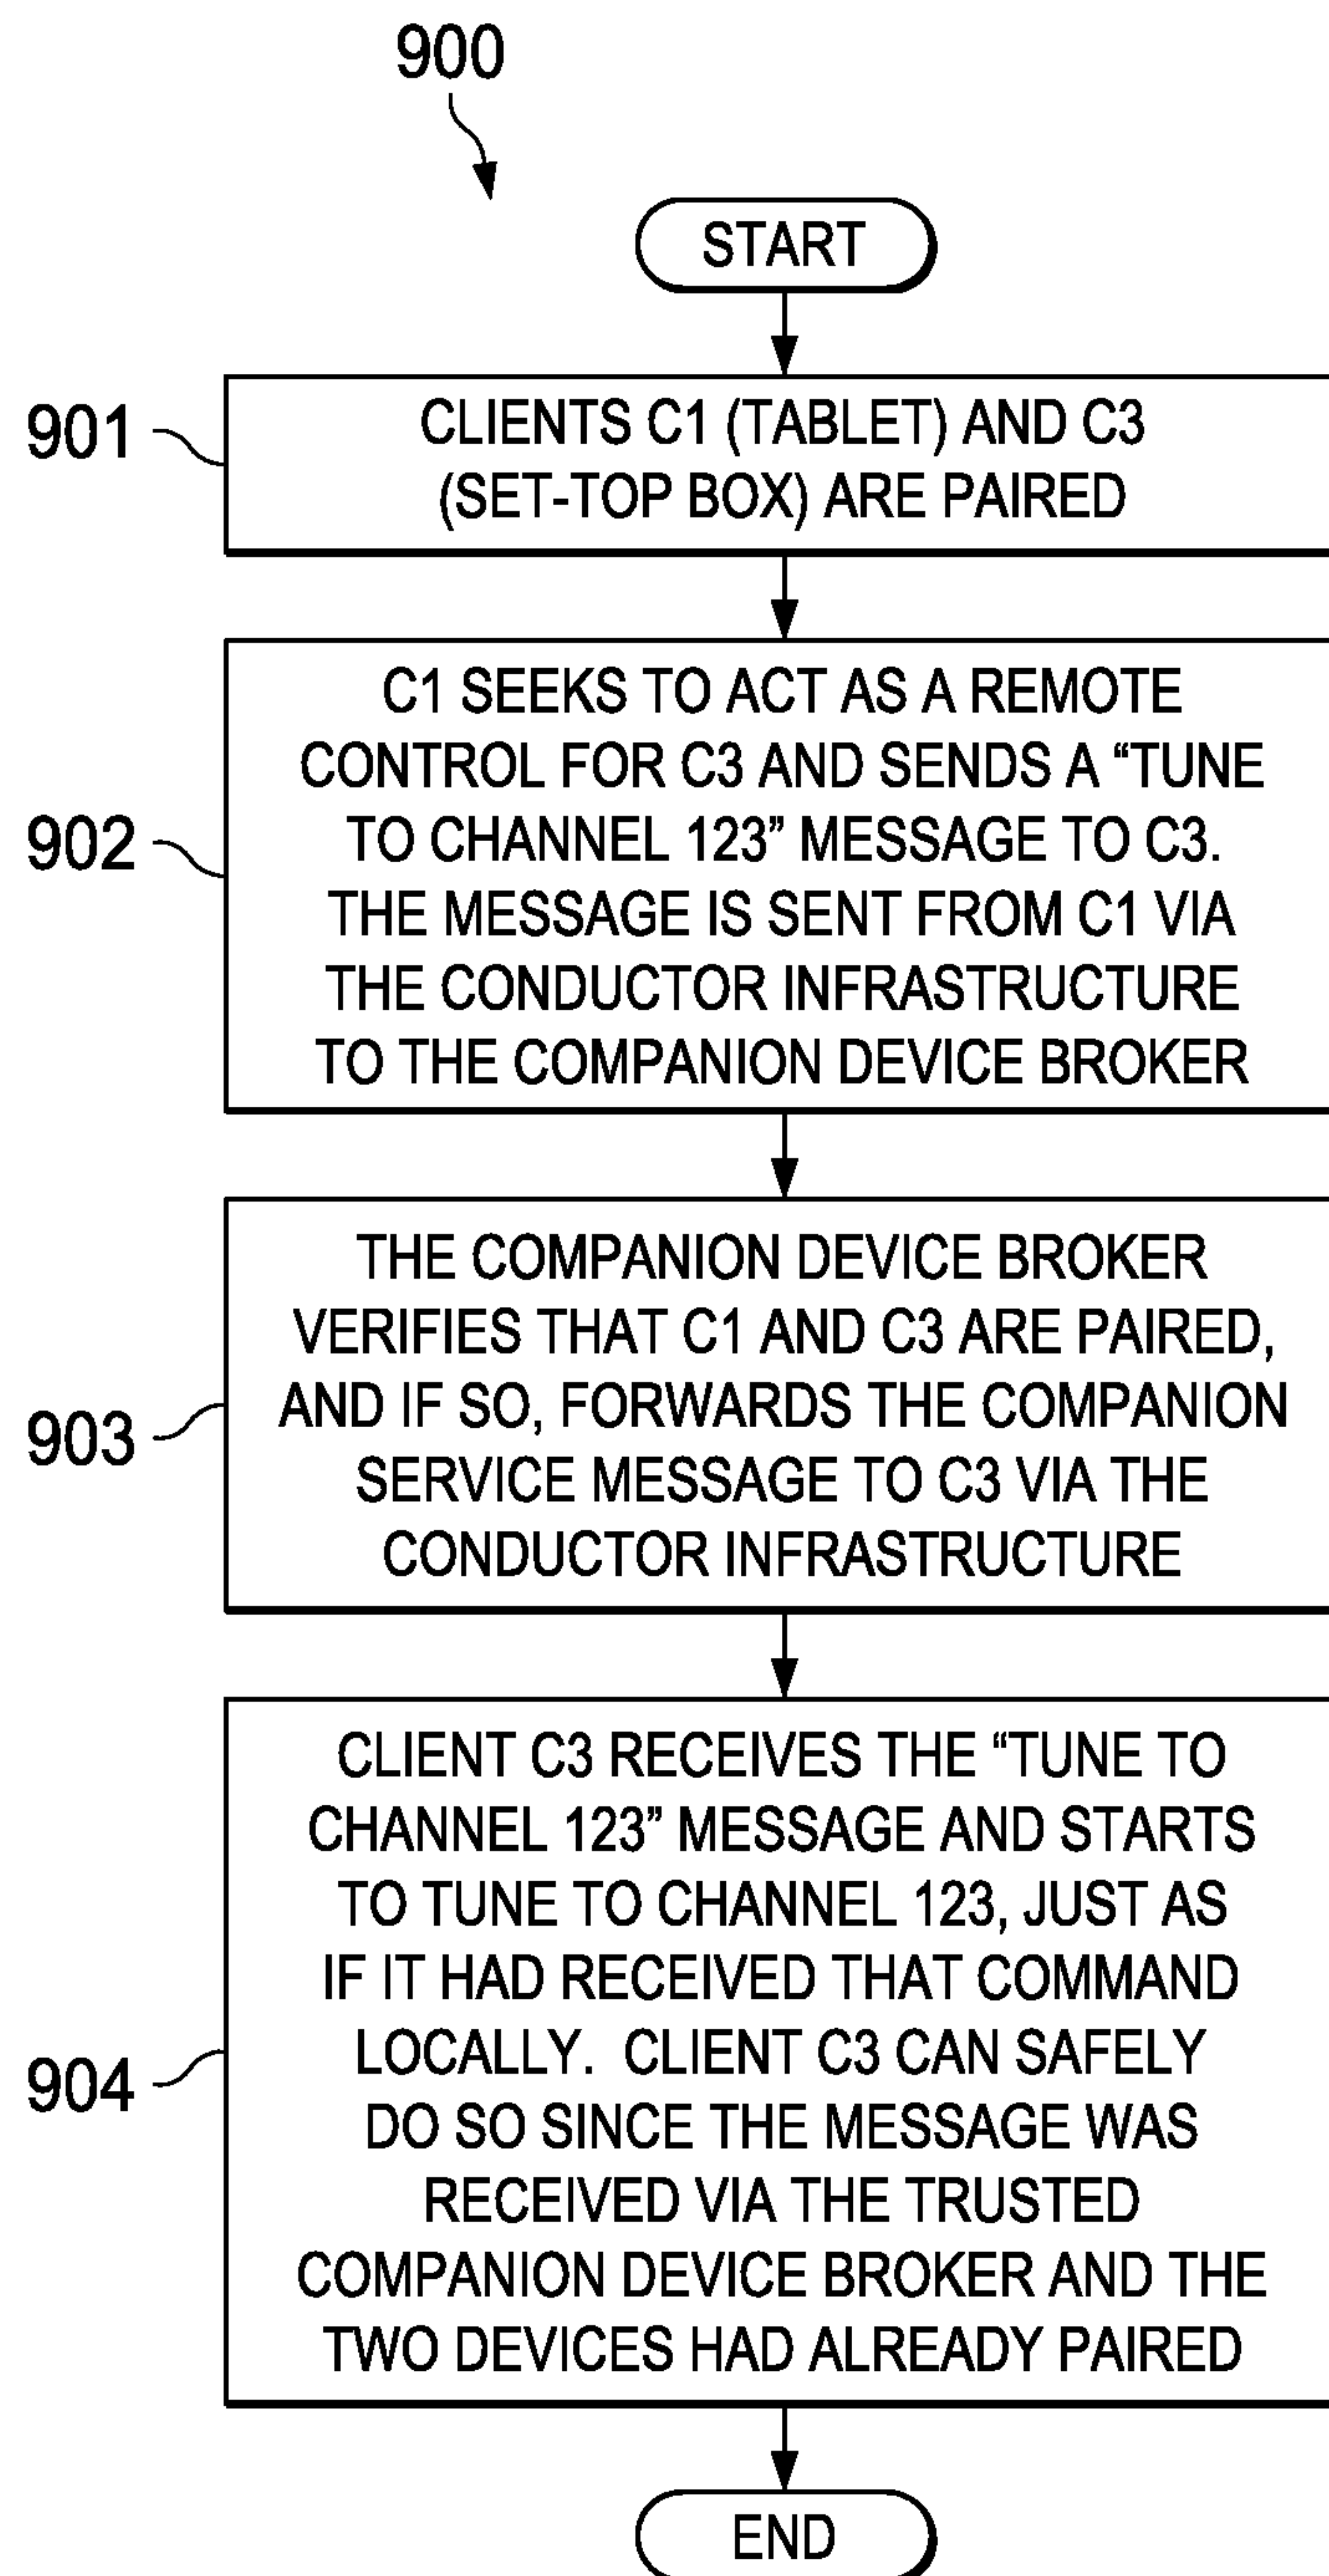 900
START
901
CLIENTS C1 (TABLET) AND C3
(SET-TOP BOX) ARE PAIRED
902
C1 SEEKS TO ACT AS A REMOTE
CONTROL FOR C3 AND SENDS A “TUNE
TO CHANNEL 123” MESSAGE TO C3.
THE MESSAGE IS SENT FROM C1 VIA
THE CONDUCTOR INFRASTRUCTURE
TO THE COMPANION DEVICE BROKER
903
THE COMPANION DEVICE BROKER
VERIFIES THAT C1 AND C3 ARE PAIRED,
AND IF SO, FORWARDS THE COMPANION
SERVICE MESSAGE TO C3 VIA THE
CONDUCTOR INFRASTRUCTURE
904
CLIENT C3 RECEIVES THE “TUNE TO
CHANNEL 123” MESSAGE AND STARTS
TO TUNE TO CHANNEL 123, JUST AS
IF IT HAD RECEIVED THAT COMMAND
LOCALLY. CLIENT C3 CAN SAFELY
DO SO SINCE THE MESSAGE WAS
RECEIVED VIA THE TRUSTED
COMPANION DEVICE BROKER AND THE
TWO DEVICES HAD ALREADY PAIRED
END